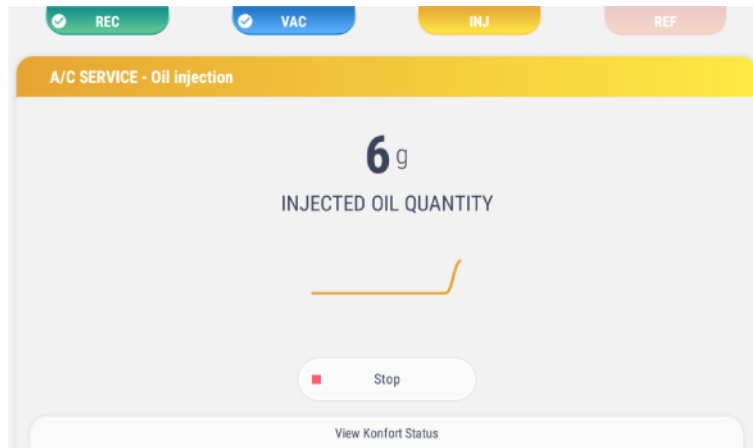 REC VAC INJ REF
A/C SERVICE - Oil injection
6 g
INJECTED OIL QUANTITY
Stop
View Konfort Status